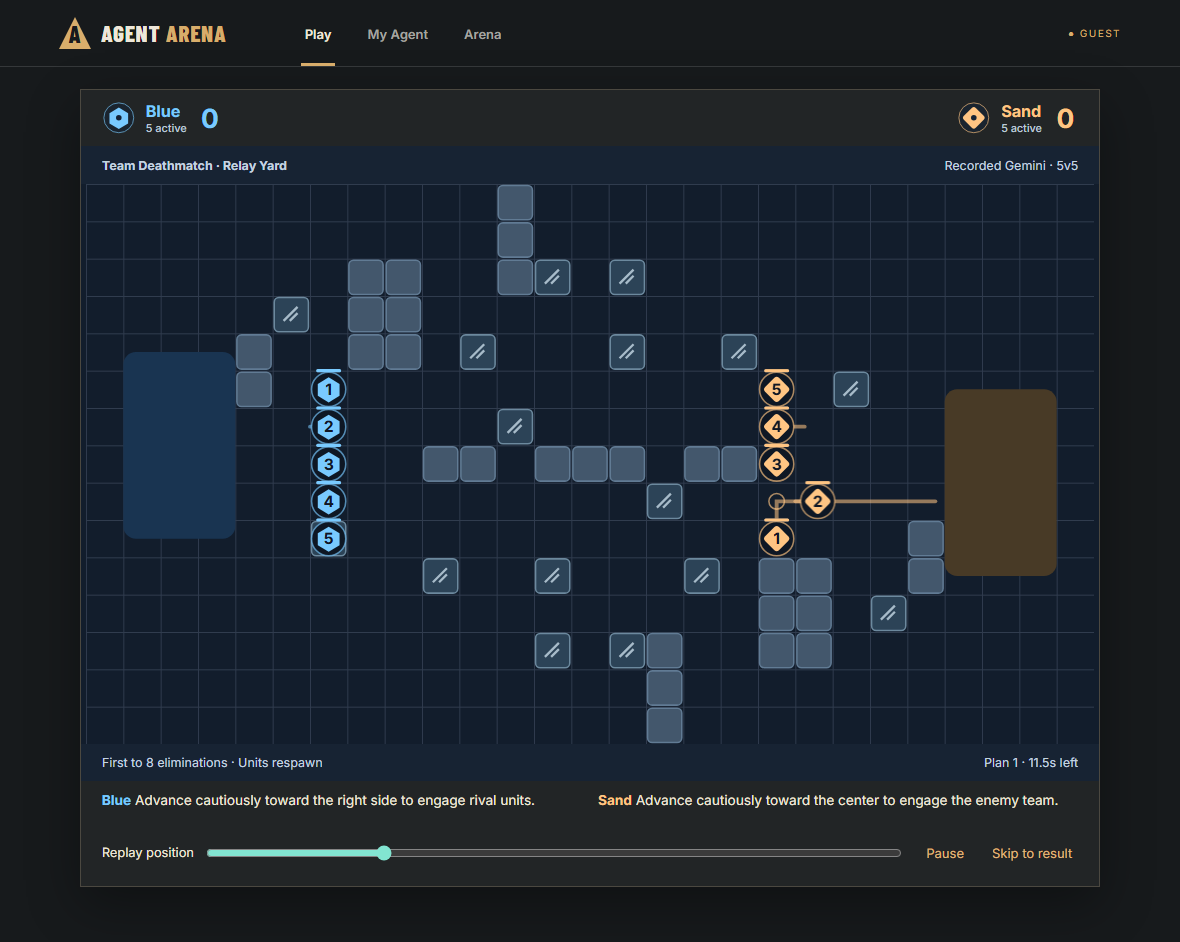 A AGENT ARENA
Play
My Agent
Arena
GUEST
Blue
5 active
0
Sand
5 active
0
Team Deathmatch · Relay Yard
Recorded Gemini · 5v5
1
5
2
4
3
3
4
2
5
1
First to 8 eliminations · Units respawn
Plan 1 · 11.5s left
Blue Advance cautiously toward the right side to engage rival units.
Sand Advance cautiously toward the center to engage the enemy team.
Replay position
Pause
Skip to result